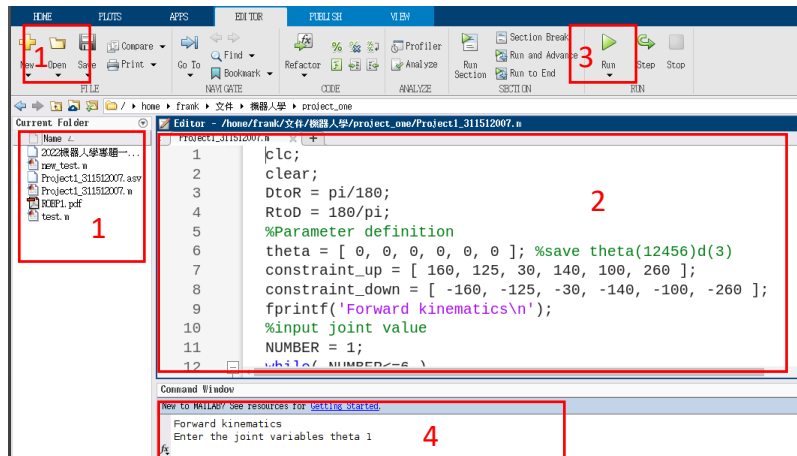 HOME PLOTS APPS EDITOR PUBLISH VIEW
New Open Save Compare Print Go To Find Bookmark Refactor Profiler Analyze Run Section Section Break Run and Advance Run to End Run Step Stop
FILE NAVIGATE CODE ANALYZE SECTION RUN
1
3
/ ▸ home ▸ frank ▸ 文件 ▸ 機器人學 ▸ project_one
Current Folder
Name
2022機器人學專題一...
new_test.m
Project1_311512007.asv
Project1_311512007.m
ROBP1.pdf
test.m
1
Editor - /home/frank/文件/機器人學/project_one/Project1_311512007.m
Project1_311512007.m
1 clc;
2 clear;
3 DtoR = pi/180;
4 RtoD = 180/pi;
5 %Parameter definition
6 theta = [ 0, 0, 0, 0, 0, 0 ]; %save theta(12456)d(3)
7 constraint_up = [ 160, 125, 30, 140, 100, 260 ];
8 constraint_down = [ -160, -125, -30, -140, -100, -260 ];
9 fprintf('Forward kinematics\n');
10 %input joint value
11 NUMBER = 1;
12 while( NUMBER<=6 )
2
Command Window
New to MATLAB? See resources for Getting Started.
Forward kinematics
Enter the joint variables theta 1
fx
4